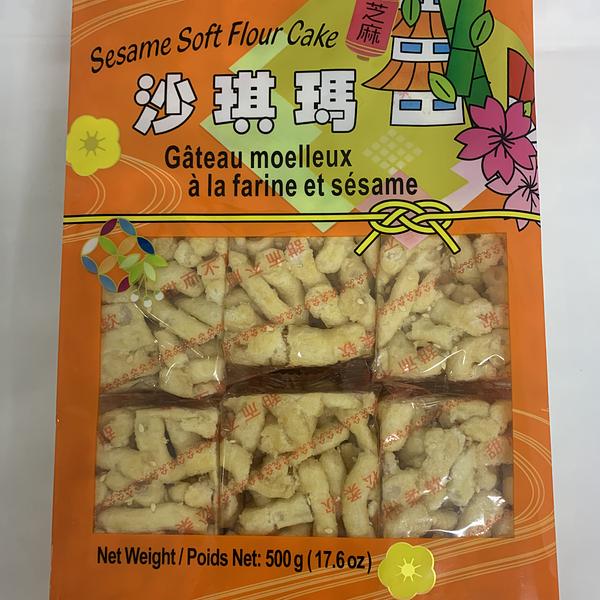 Sesame Soft Flour Cake
芝麻
沙琪瑪
Gâteau moelleux
à la farine et sésame
Net Weight / Poids Net: 500 g ( 17.6 oz )